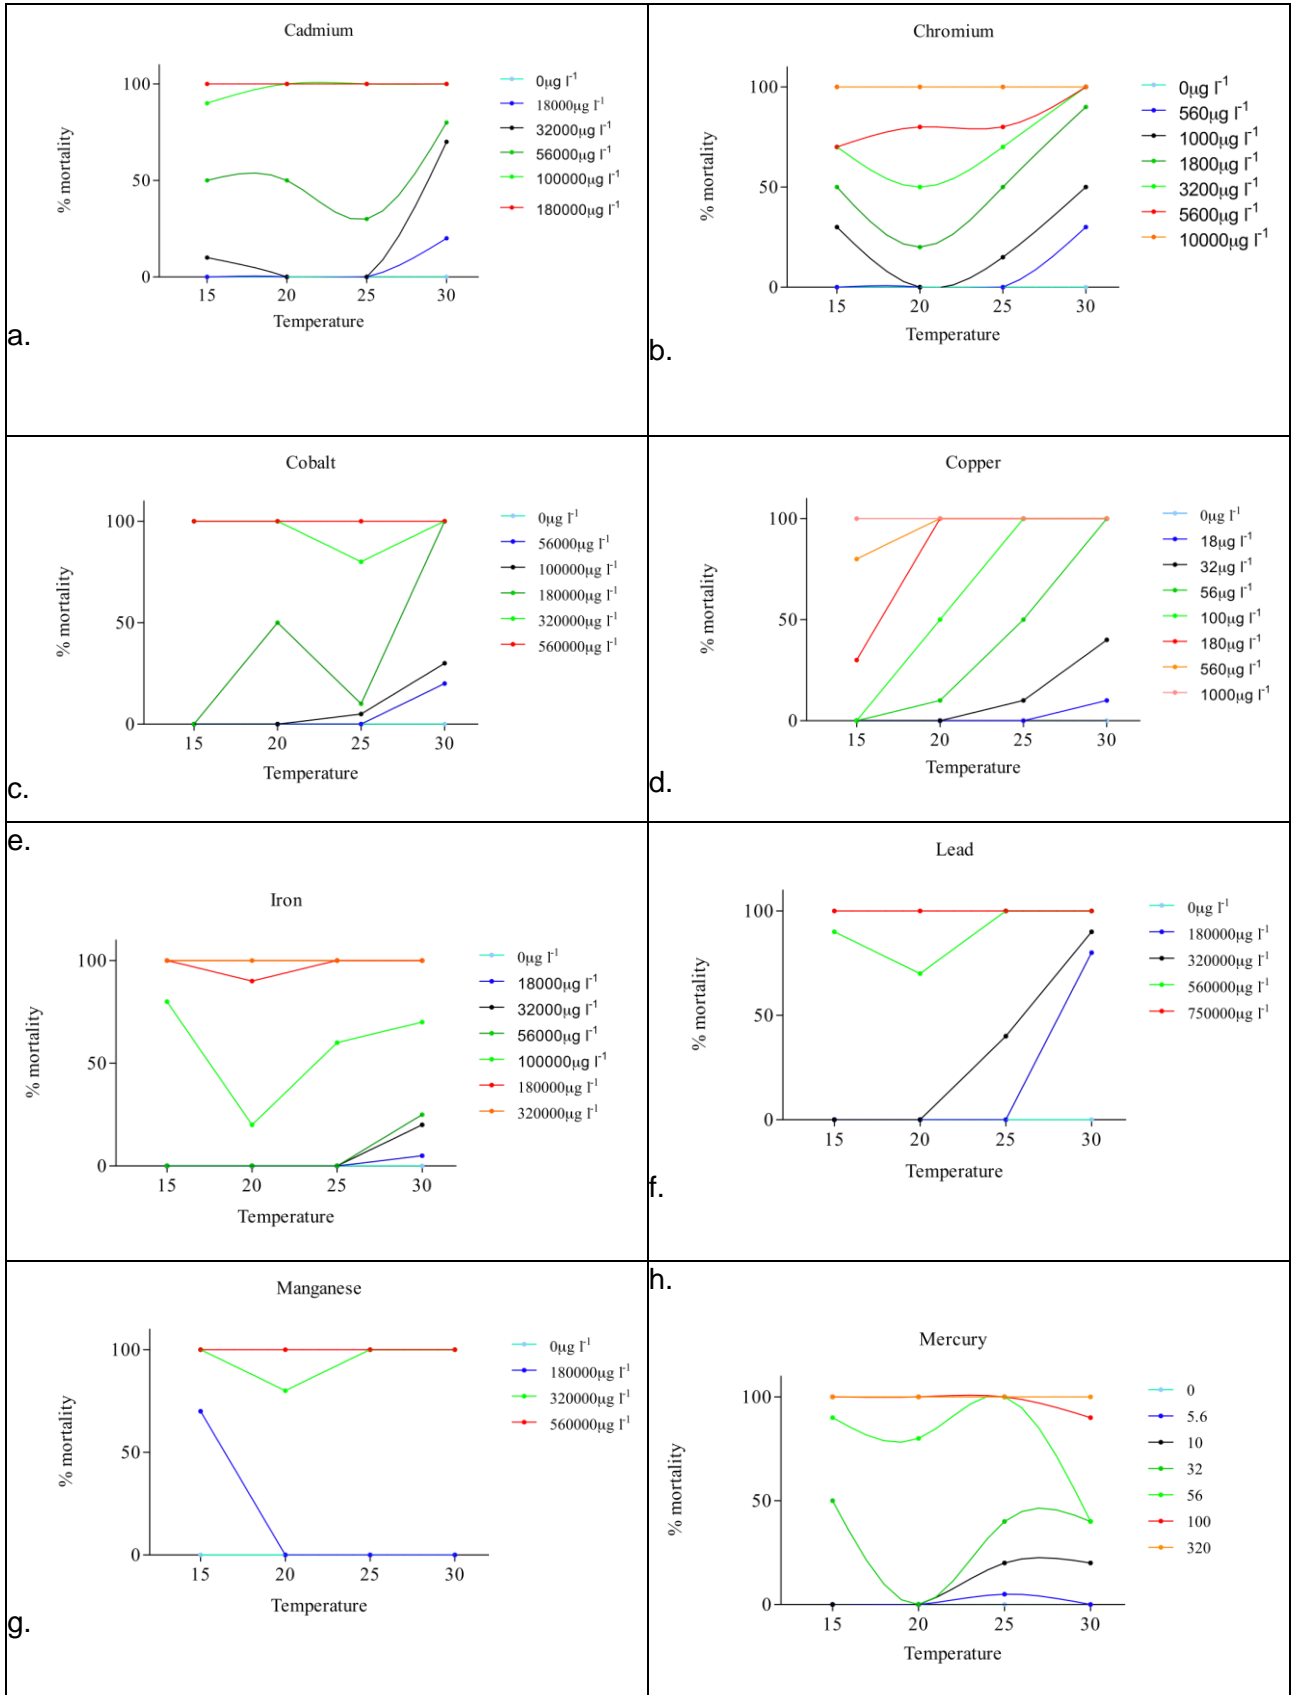 Cadmium
% mortality
100
50
0
15 20 25 30
Temperature
0µg l-1
18000µg l-1
32000µg l-1
56000µg l-1
100000µg l-1
180000µg l-1
a.
Chromium
% mortality
100
50
0
15 20 25 30
Temperature
0µg l-1
560µg l-1
1000µg l-1
1800µg l-1
3200µg l-1
5600µg l-1
10000µg l-1
b.
Cobalt
% mortality
100
50
0
15 20 25 30
Temperature
0µg l-1
56000µg l-1
100000µg l-1
180000µg l-1
320000µg l-1
560000µg l-1
c.
Copper
% mortality
100
50
0
15 20 25 30
Temperature
0µg l-1
18µg l-1
32µg l-1
56µg l-1
100µg l-1
180µg l-1
560µg l-1
1000µg l-1
d.
e.
Iron
% mortality
100
50
0
15 20 25 30
Temperature
0µg l-1
18000µg l-1
32000µg l-1
56000µg l-1
100000µg l-1
180000µg l-1
320000µg l-1
Lead
% mortality
100
50
0
15 20 25 30
Temperature
0µg l-1
180000µg l-1
320000µg l-1
560000µg l-1
750000µg l-1
f.
Manganese
% mortality
100
50
0
15 20 25 30
Temperature
0µg l-1
180000µg l-1
320000µg l-1
560000µg l-1
g.
h.
Mercury
% mortality
100
50
0
15 20 25 30
Temperature
0
5.6
10
32
56
100
320